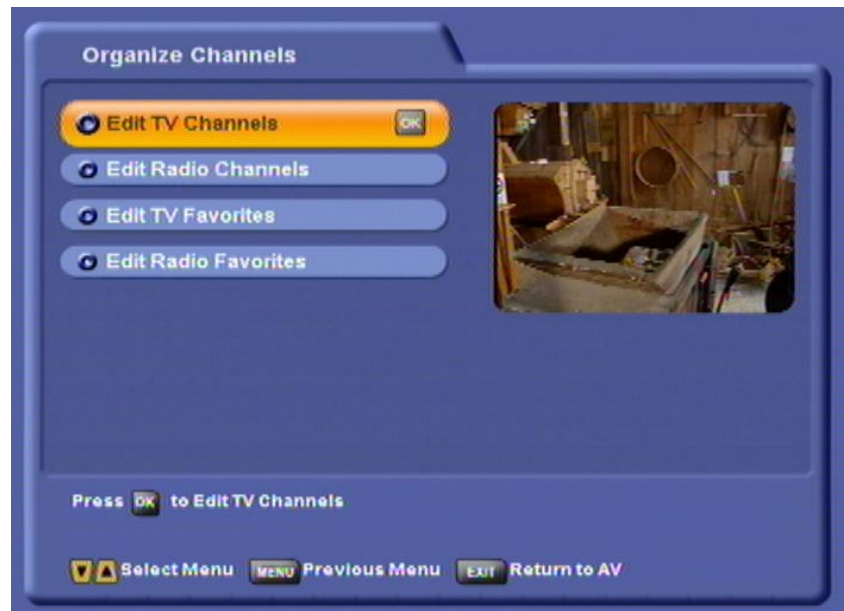 Organize Channels
Edit TV Channels OK
Edit Radio Channels
Edit TV Favorites
Edit Radio Favorites
Press OK to Edit TV Channels
Select Menu MENU Previous Menu EXIT Return to AV